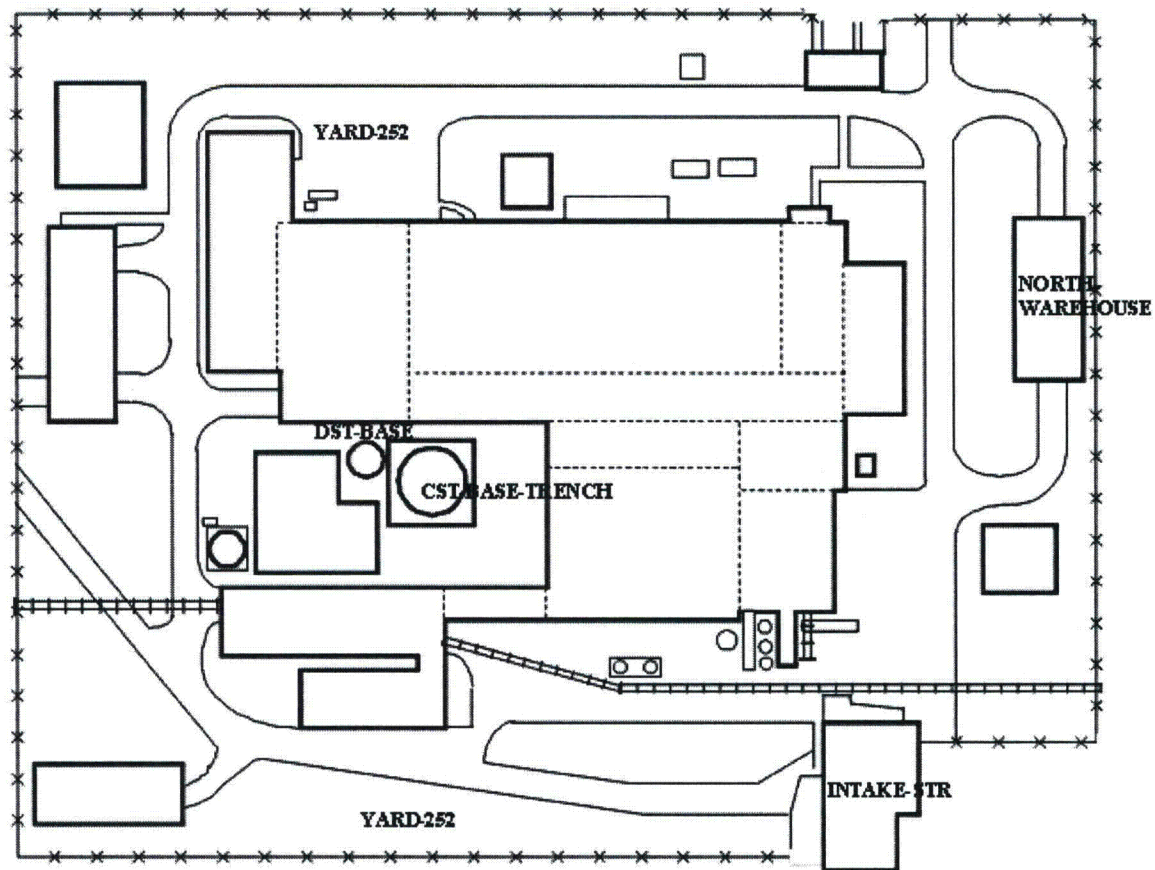 YARD-252
NORTH
WAREHOUSE
DST-BASE
CST-BASE-TRENCH
INTAKE-STR
YARD-252